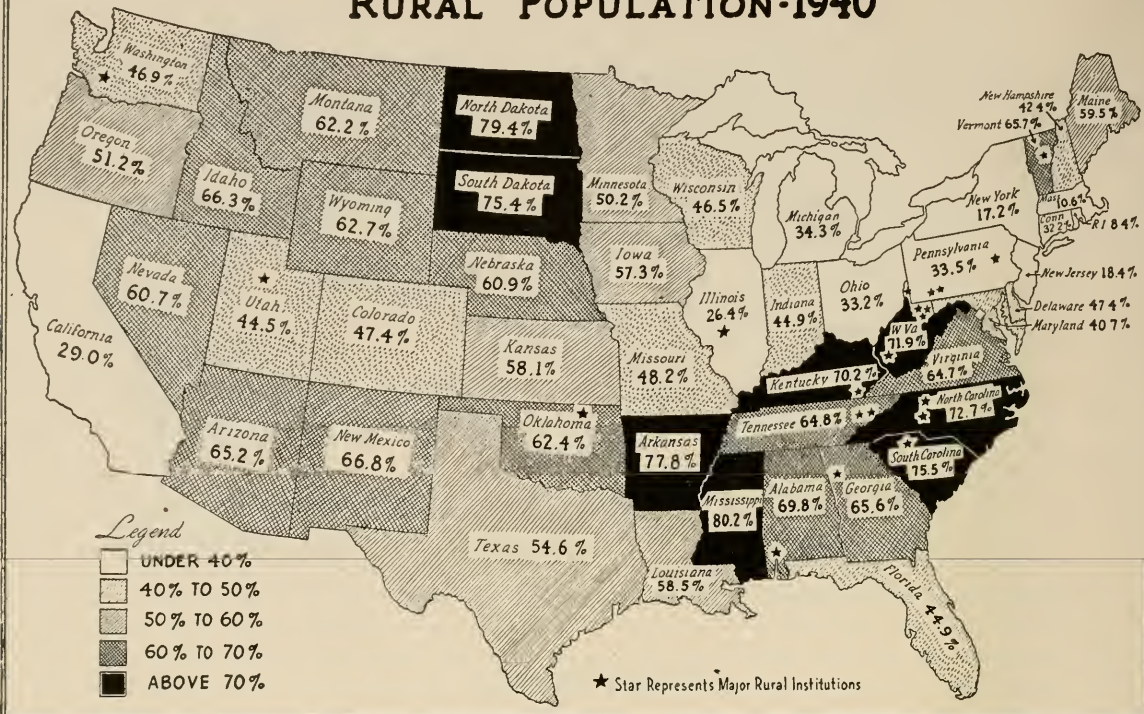 RURAL POPULATION-1940
Washington
46.9%
Oregon
51.2%
California
29.0%
Nevada
60.7%
Idaho
66.3%
Montana
62.2%
Wyoming
62.7%
Utah
44.5%
Colorado
47.4%
Arizona
65.2%
New Mexico
66.8%
North Dakota
79.4%
South Dakota
75.4%
Nebraska
60.9%
Kansas
58.1%
Oklahoma
62.4%
Texas 54.6%
Minnesota
50.2%
Iowa
57.3%
Missouri
48.2%
Arkansas
77.8%
Louisiana
58.5%
Wisconsin
46.5%
Illinois
26.4%
Michigan
34.3%
Indiana
44.9%
Ohio
33.2%
Kentucky 70.2%
Tennessee 64.8%
Mississippi
80.2%
Alabama
69.8%
Georgia
65.6%
Florida 44.9%
South Carolina
75.5%
North Carolina
72.7%
Virginia
64.7%
W Va
71.9%
Pennsylvania
33.5%
New York
17.2%
New Hampshire
42.4%
Vermont 65.7%
Maine
59.5%
Mass 10.6%
Conn
32.2%
R I 8.4%
New Jersey 18.4%
Delaware 47.4%
Maryland 40.7%
Legend
UNDER 40%
40% TO 50%
50% TO 60%
60% TO 70%
ABOVE 70%
★ Star Represents Major Rural Institutions